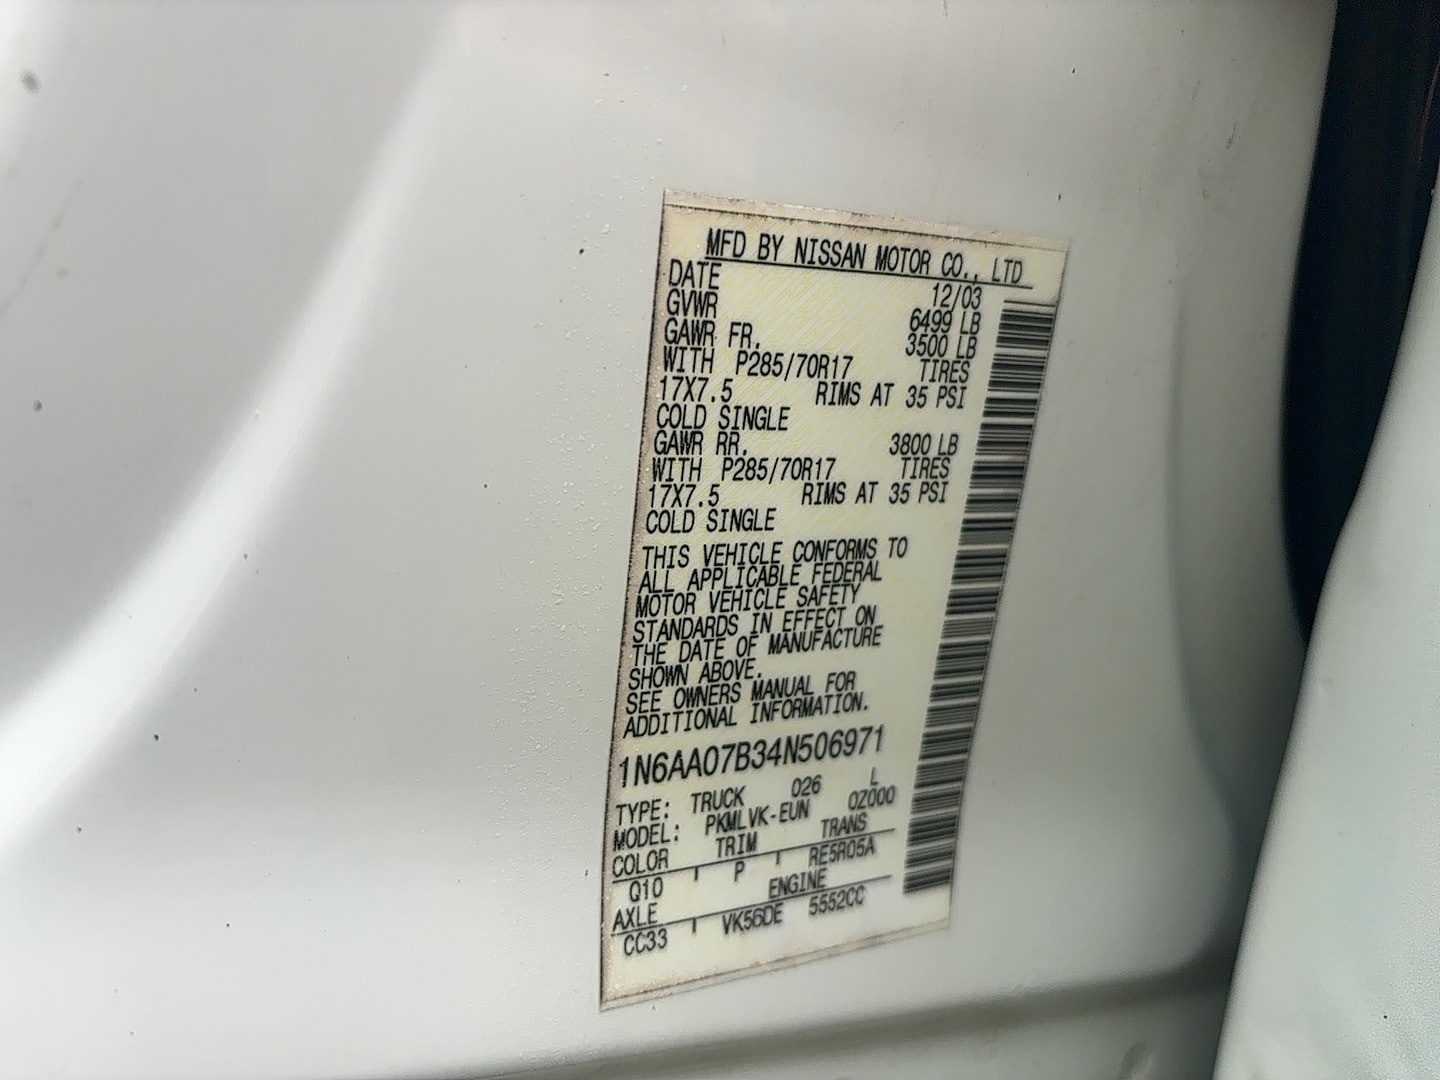 MFD BY NISSAN MOTOR CO., LTD
DATE 12/03
GVWR 6499 LB
GAWR FR. 3500 LB
WITH P285/70R17 TIRES
17X7.5 RIMS AT 35 PSI
COLD SINGLE
GAWR RR. 3800 LB
WITH P285/70R17 TIRES
17X7.5 RIMS AT 35 PSI
COLD SINGLE
THIS VEHICLE CONFORMS TO
ALL APPLICABLE FEDERAL
MOTOR VEHICLE SAFETY
STANDARDS IN EFFECT ON
THE DATE OF MANUFACTURE
SHOWN ABOVE.
SEE OWNERS MANUAL FOR
ADDITIONAL INFORMATION.
1N6AA07B34N506971
TYPE: TRUCK 026 L
MODEL: PKMLVK-EUN 0Z000
COLOR TRIM TRANS
Q10 P RE5R05A
AXLE ENGINE
CC33 VK56DE 5552CC